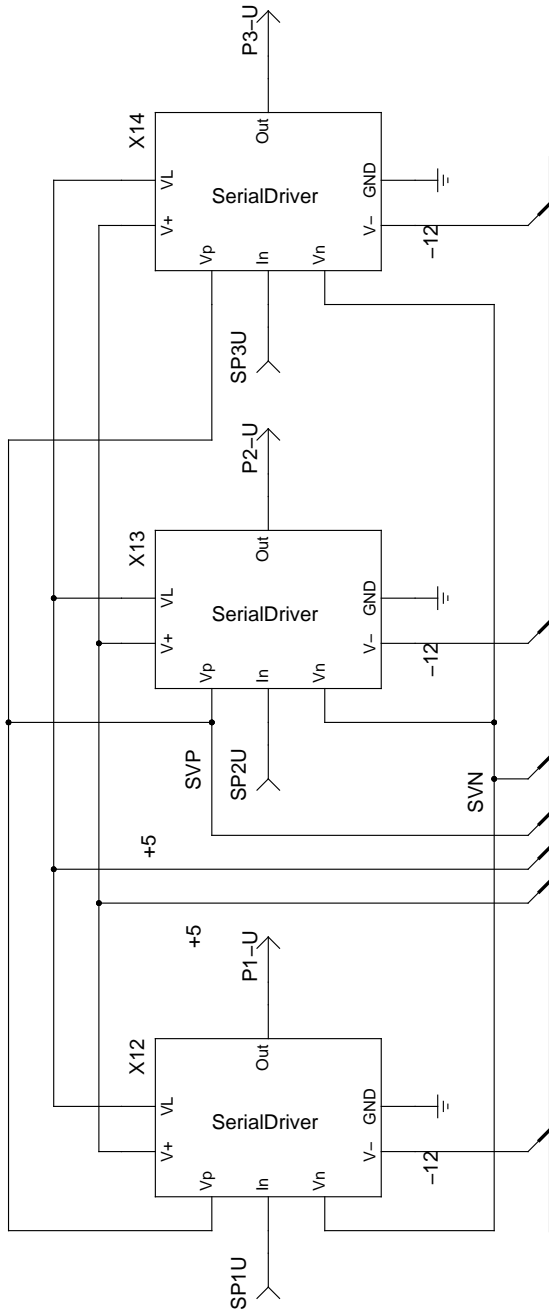 X12
SerialDriver
V+
VL
Vp
In
Vn
Out
V−
GND
SP1U
P1−U
−12
+5
+5
SVP
SVN
X13
SerialDriver
V+
VL
Vp
In
Vn
Out
V−
GND
SP2U
P2−U
−12
X14
SerialDriver
V+
VL
Vp
In
Vn
Out
V−
GND
SP3U
P3−U
−12